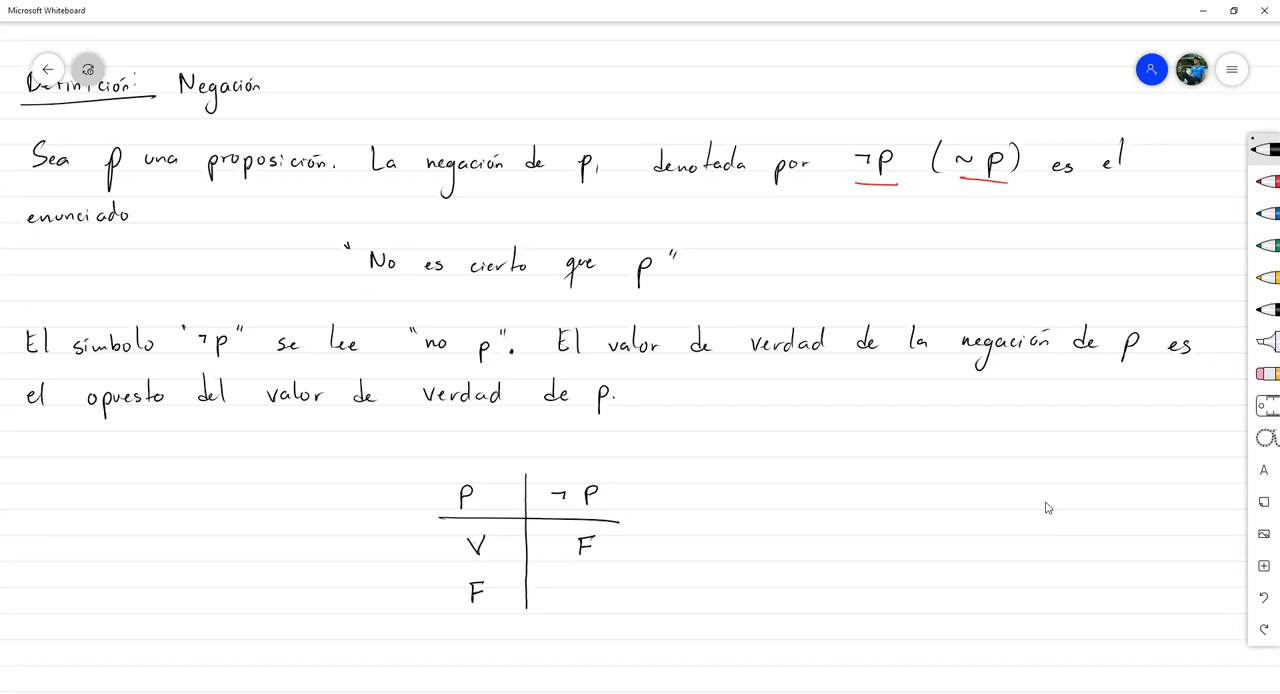 Microsoft Whiteboard
Definición: Negación
Sea p una proposición. La negación de p, denotada por ¬p (~p) es el
enunciado
"No es cierto que p"
El símbolo "¬p" se lee "no p". El valor de verdad de la negación de p es
el opuesto del valor de verdad de p.
p ¬p
V F
F
A